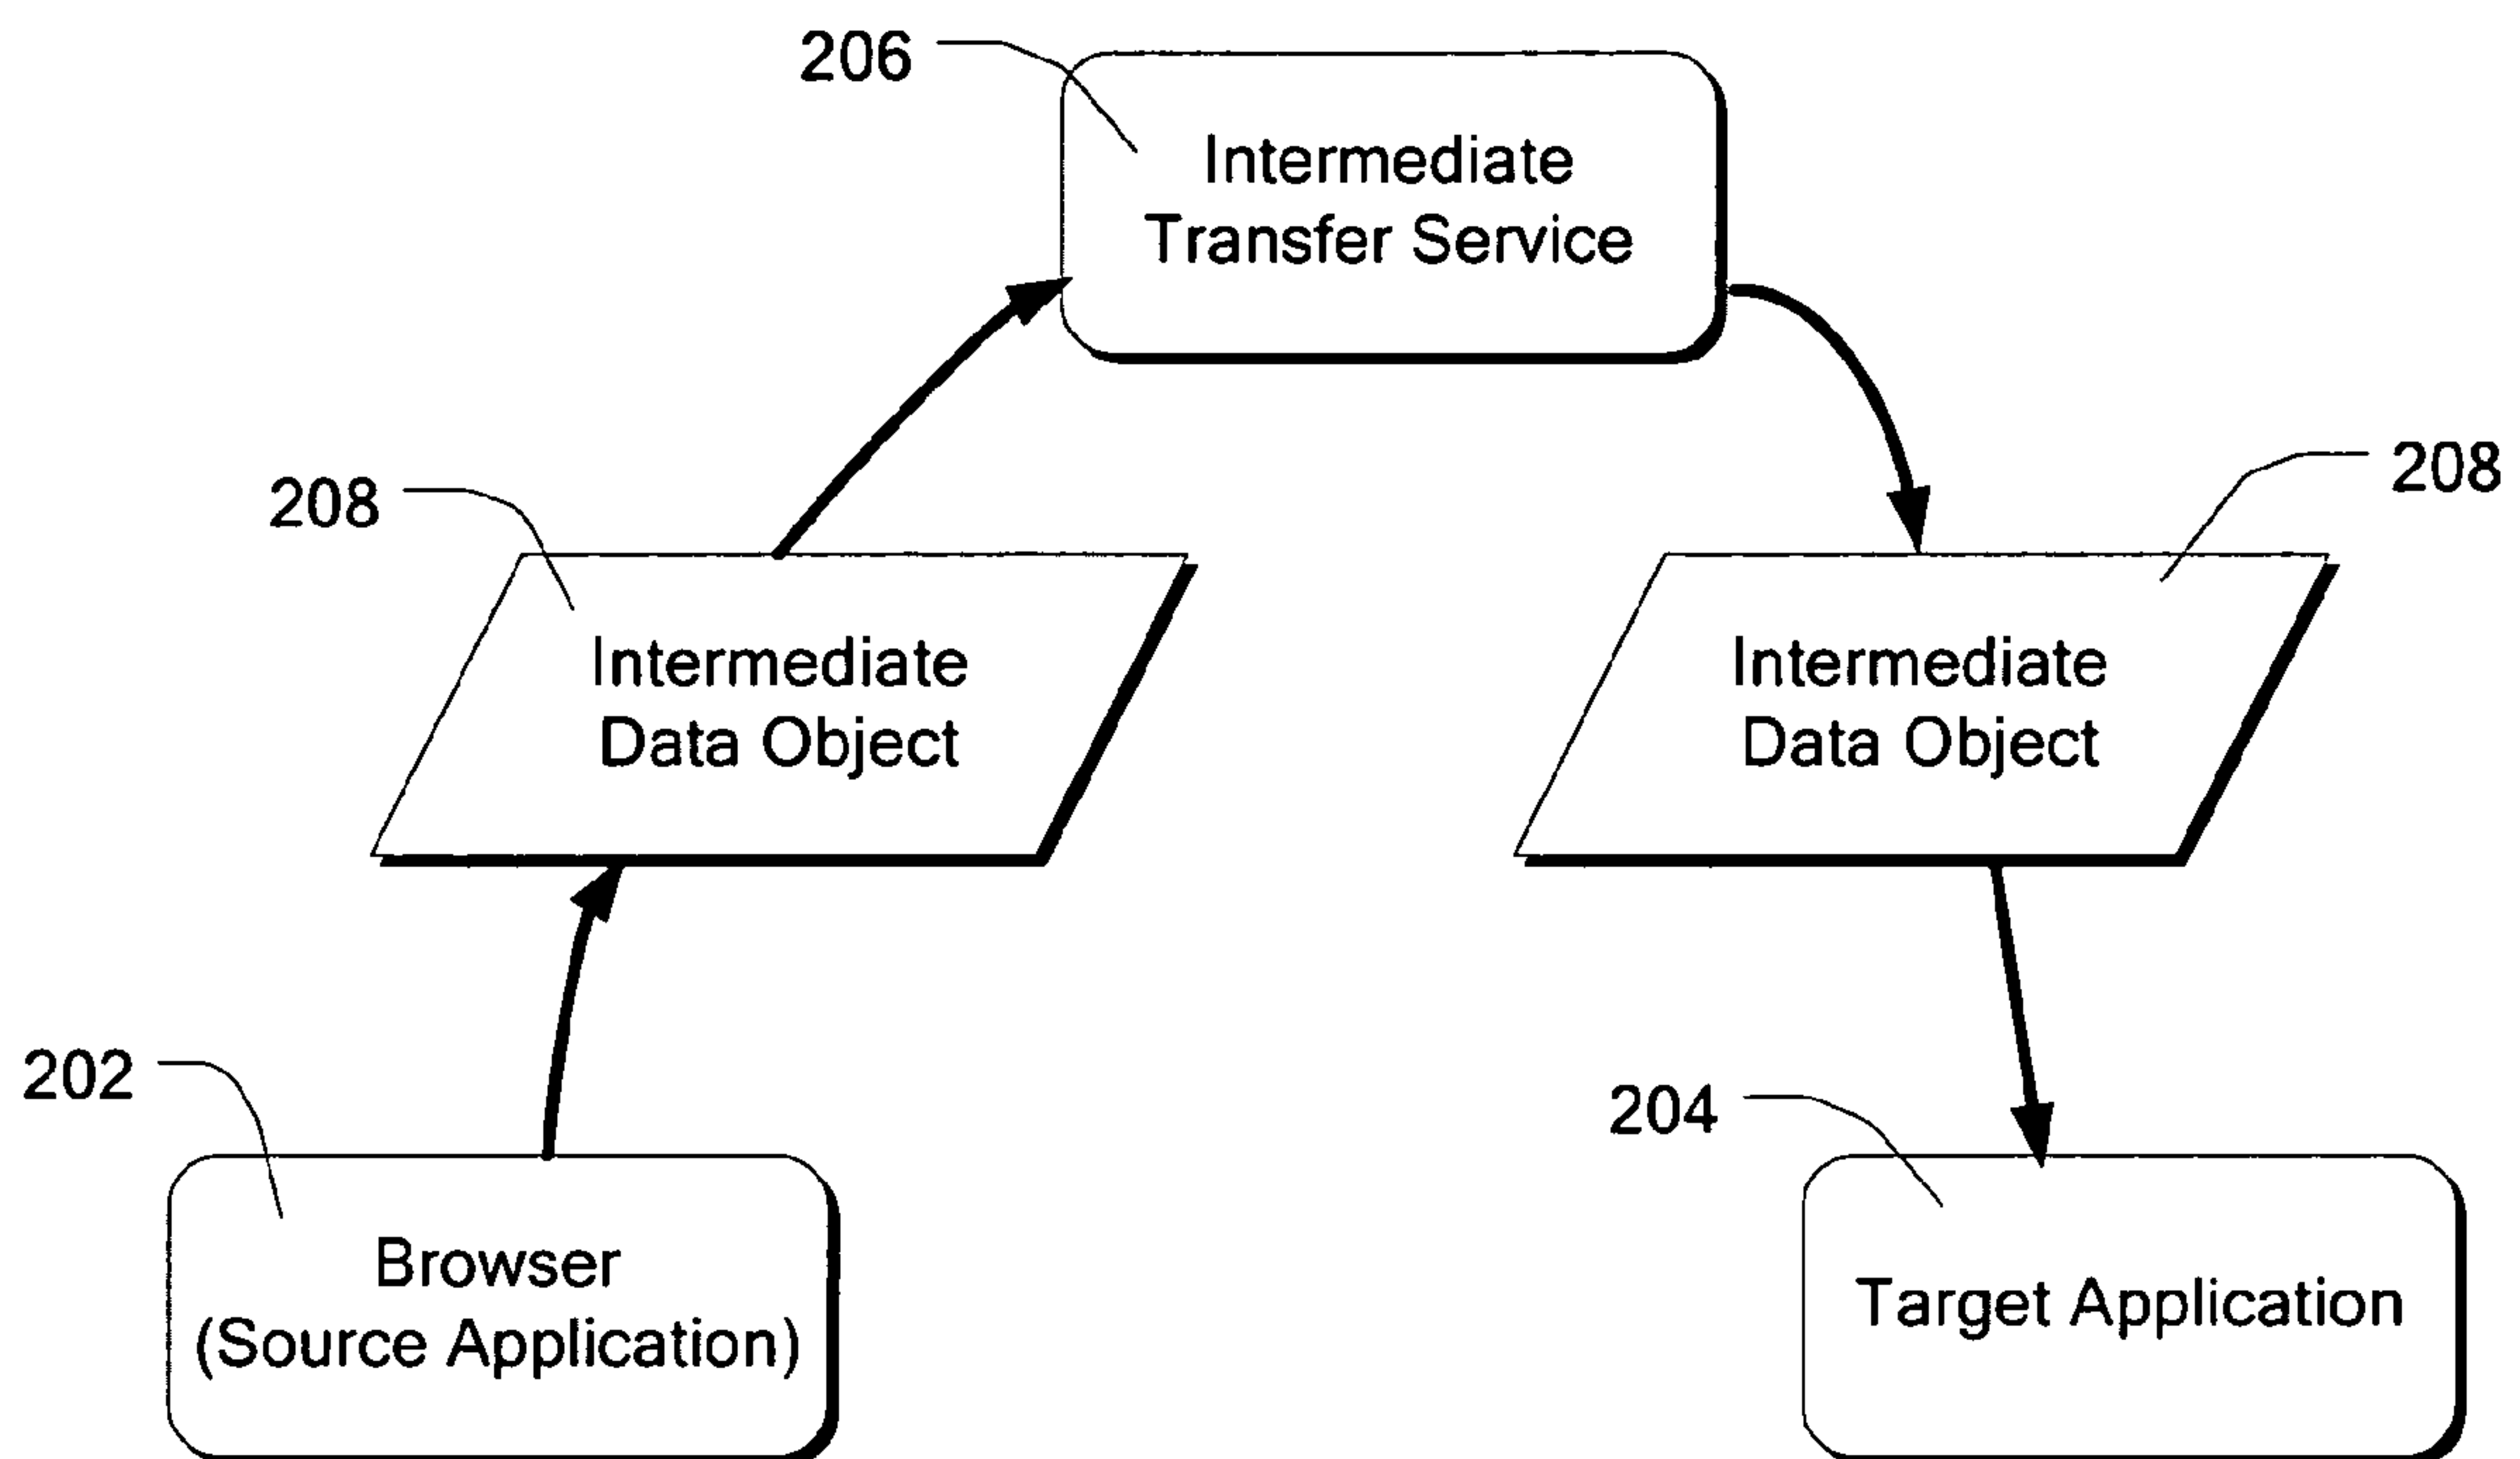 206
Intermediate
Transfer Service
208
208
Intermediate
Data Object
Intermediate
Data Object
202
204
Browser
(Source Application)
Target Application